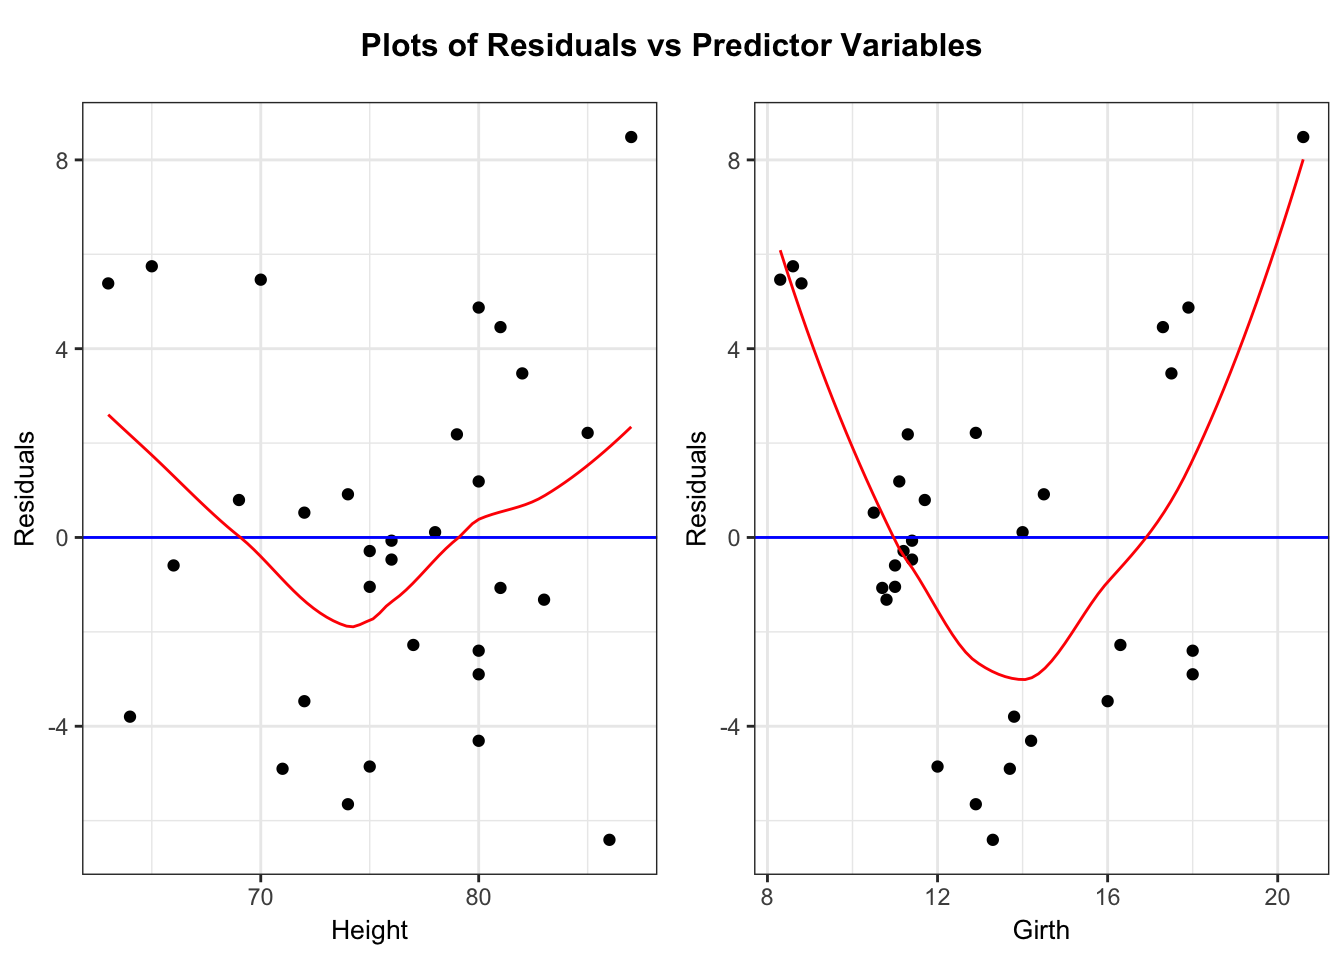 Plots of Residuals vs Predictor Variables
Residuals
8
4
0
-4
70
80
Height
Residuals
8
4
0
-4
8
12
16
20
Girth